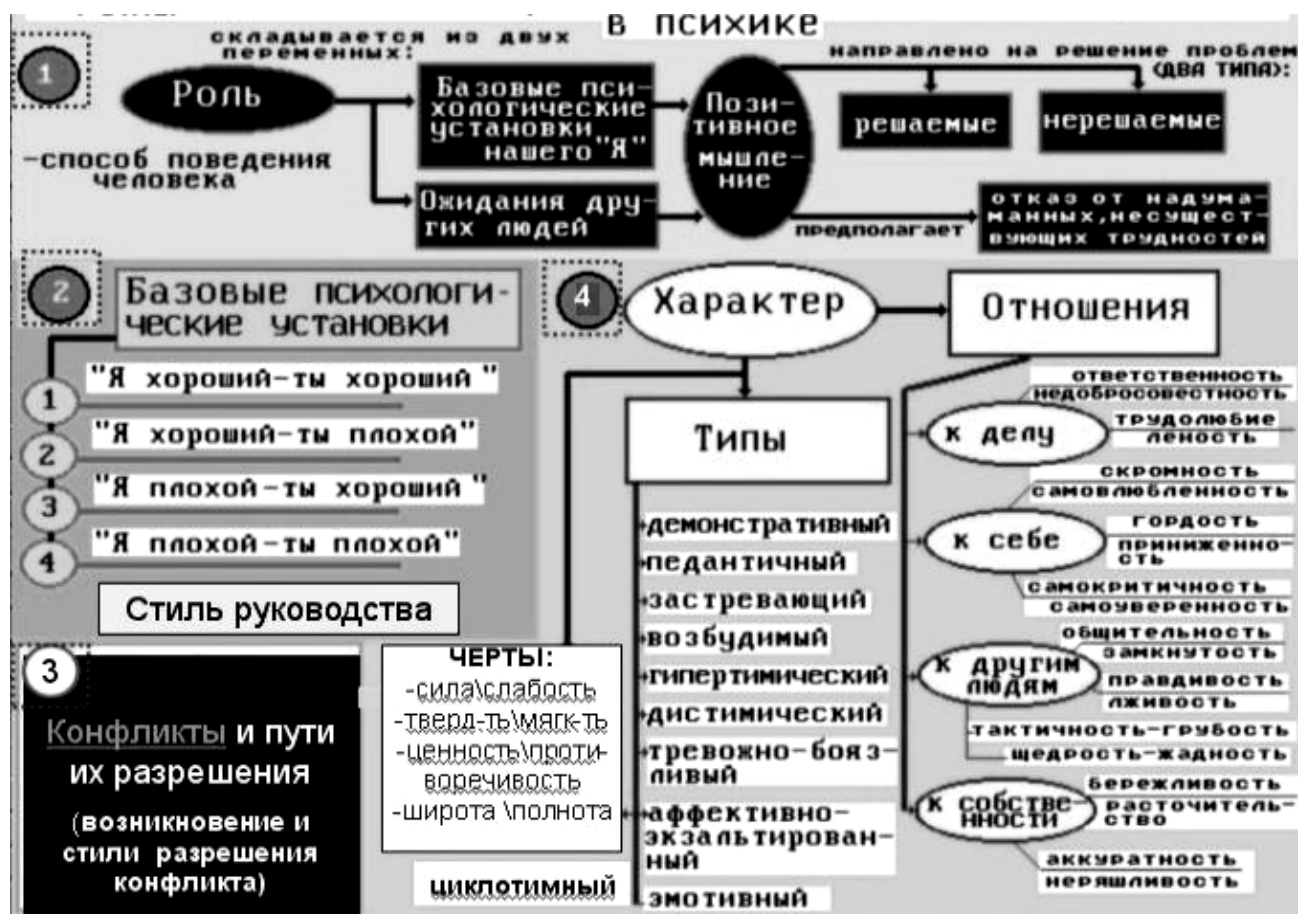 в психике
1
складывается из двух
переменных:
Роль
-способ поведения
человека
Базовые пси-
хологические
установки
нашего"Я"
Ожидания дру-
гих людей
Пози-
тивное
мышле-
ние
направлено на решение проблем
(ДВА ТИПА):
решаемые
нерешаемые
предполагает
отказ от надума-
манных,несущест-
вующих трудностей
2
Базовые психологи-
ческие установки
1
"Я хороший-ты хороший "
2
"Я хороший-ты плохой"
3
"Я плохой-ты хороший "
4
"Я плохой-ты плохой"
Стиль руководства
3
Конфликты и пути
их разрешения
(возникновение и
стили разрешения
конфликта)
4
Характер
ЧЕРТЫ:
-сила\слабость
-тверд-ть\мягк-ть
-ценность\проти-
воречивость
-широта \полнота
Типы
демонстративный
педантичный
застревающий
возбудимый
гипертимический
дистимический
тревожно-бояз-
ливый
аффективно-
экзальтирован-
ный
циклотимный
эмотивный
Отношения
к делу
ответственность
недобросовестность
трудолюбие
леность
к себе
скромность
самовлюбленность
гордость
приниженно-
сть
самокритичность
самоуверенность
к другим
людям
общительность
замкнутость
правдивость
лживость
тактичность-грубость
щедрость-жадность
к собстве-
нности
бережливость
расточитель-
ство
аккуратность
неряшливость